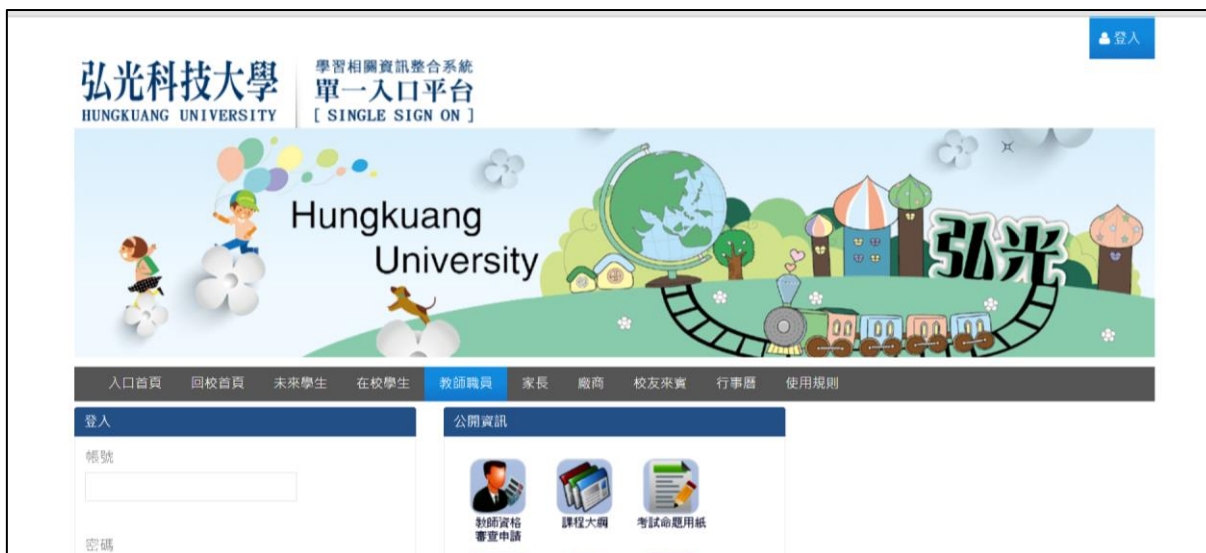 登入
弘光科技大學
HUNGKUANG UNIVERSITY
學習相關資訊整合系統
單一入口平台
[ SINGLE SIGN ON ]
Hungkuang
University
弘光
入口首頁 回校首頁 未來學生 在校學生 教師職員 家長 廠商 校友來賓 行事曆 使用規則
登入
帳號
密碼
公開資訊
教師資格
審查申請
課程大綱
考試命題用紙